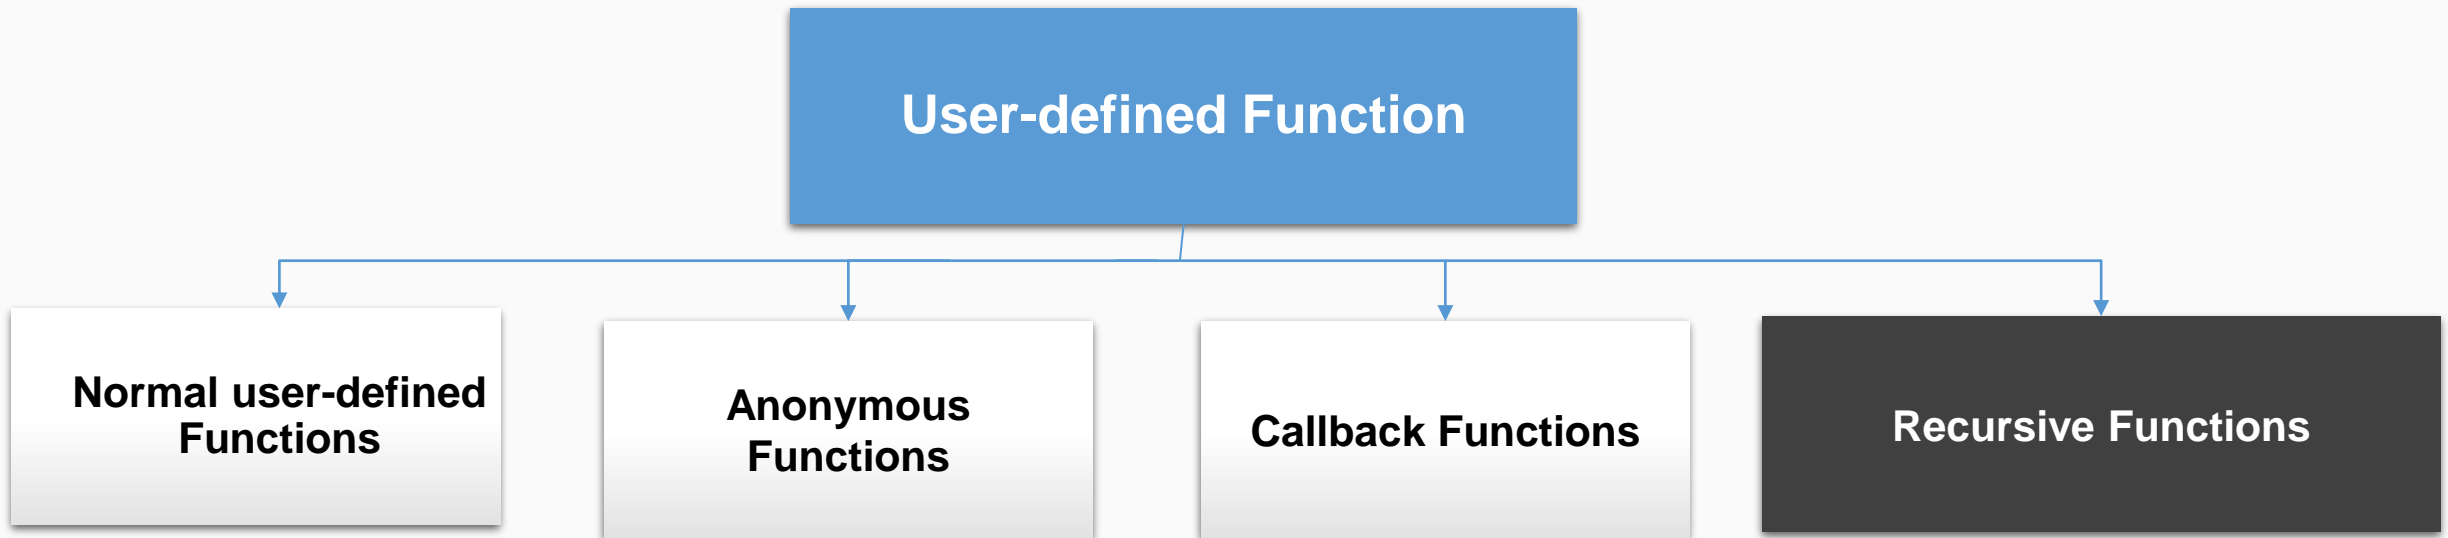 User-defined Function
Normal user-defined
Functions
Anonymous
Functions
Callback Functions
Recursive Functions